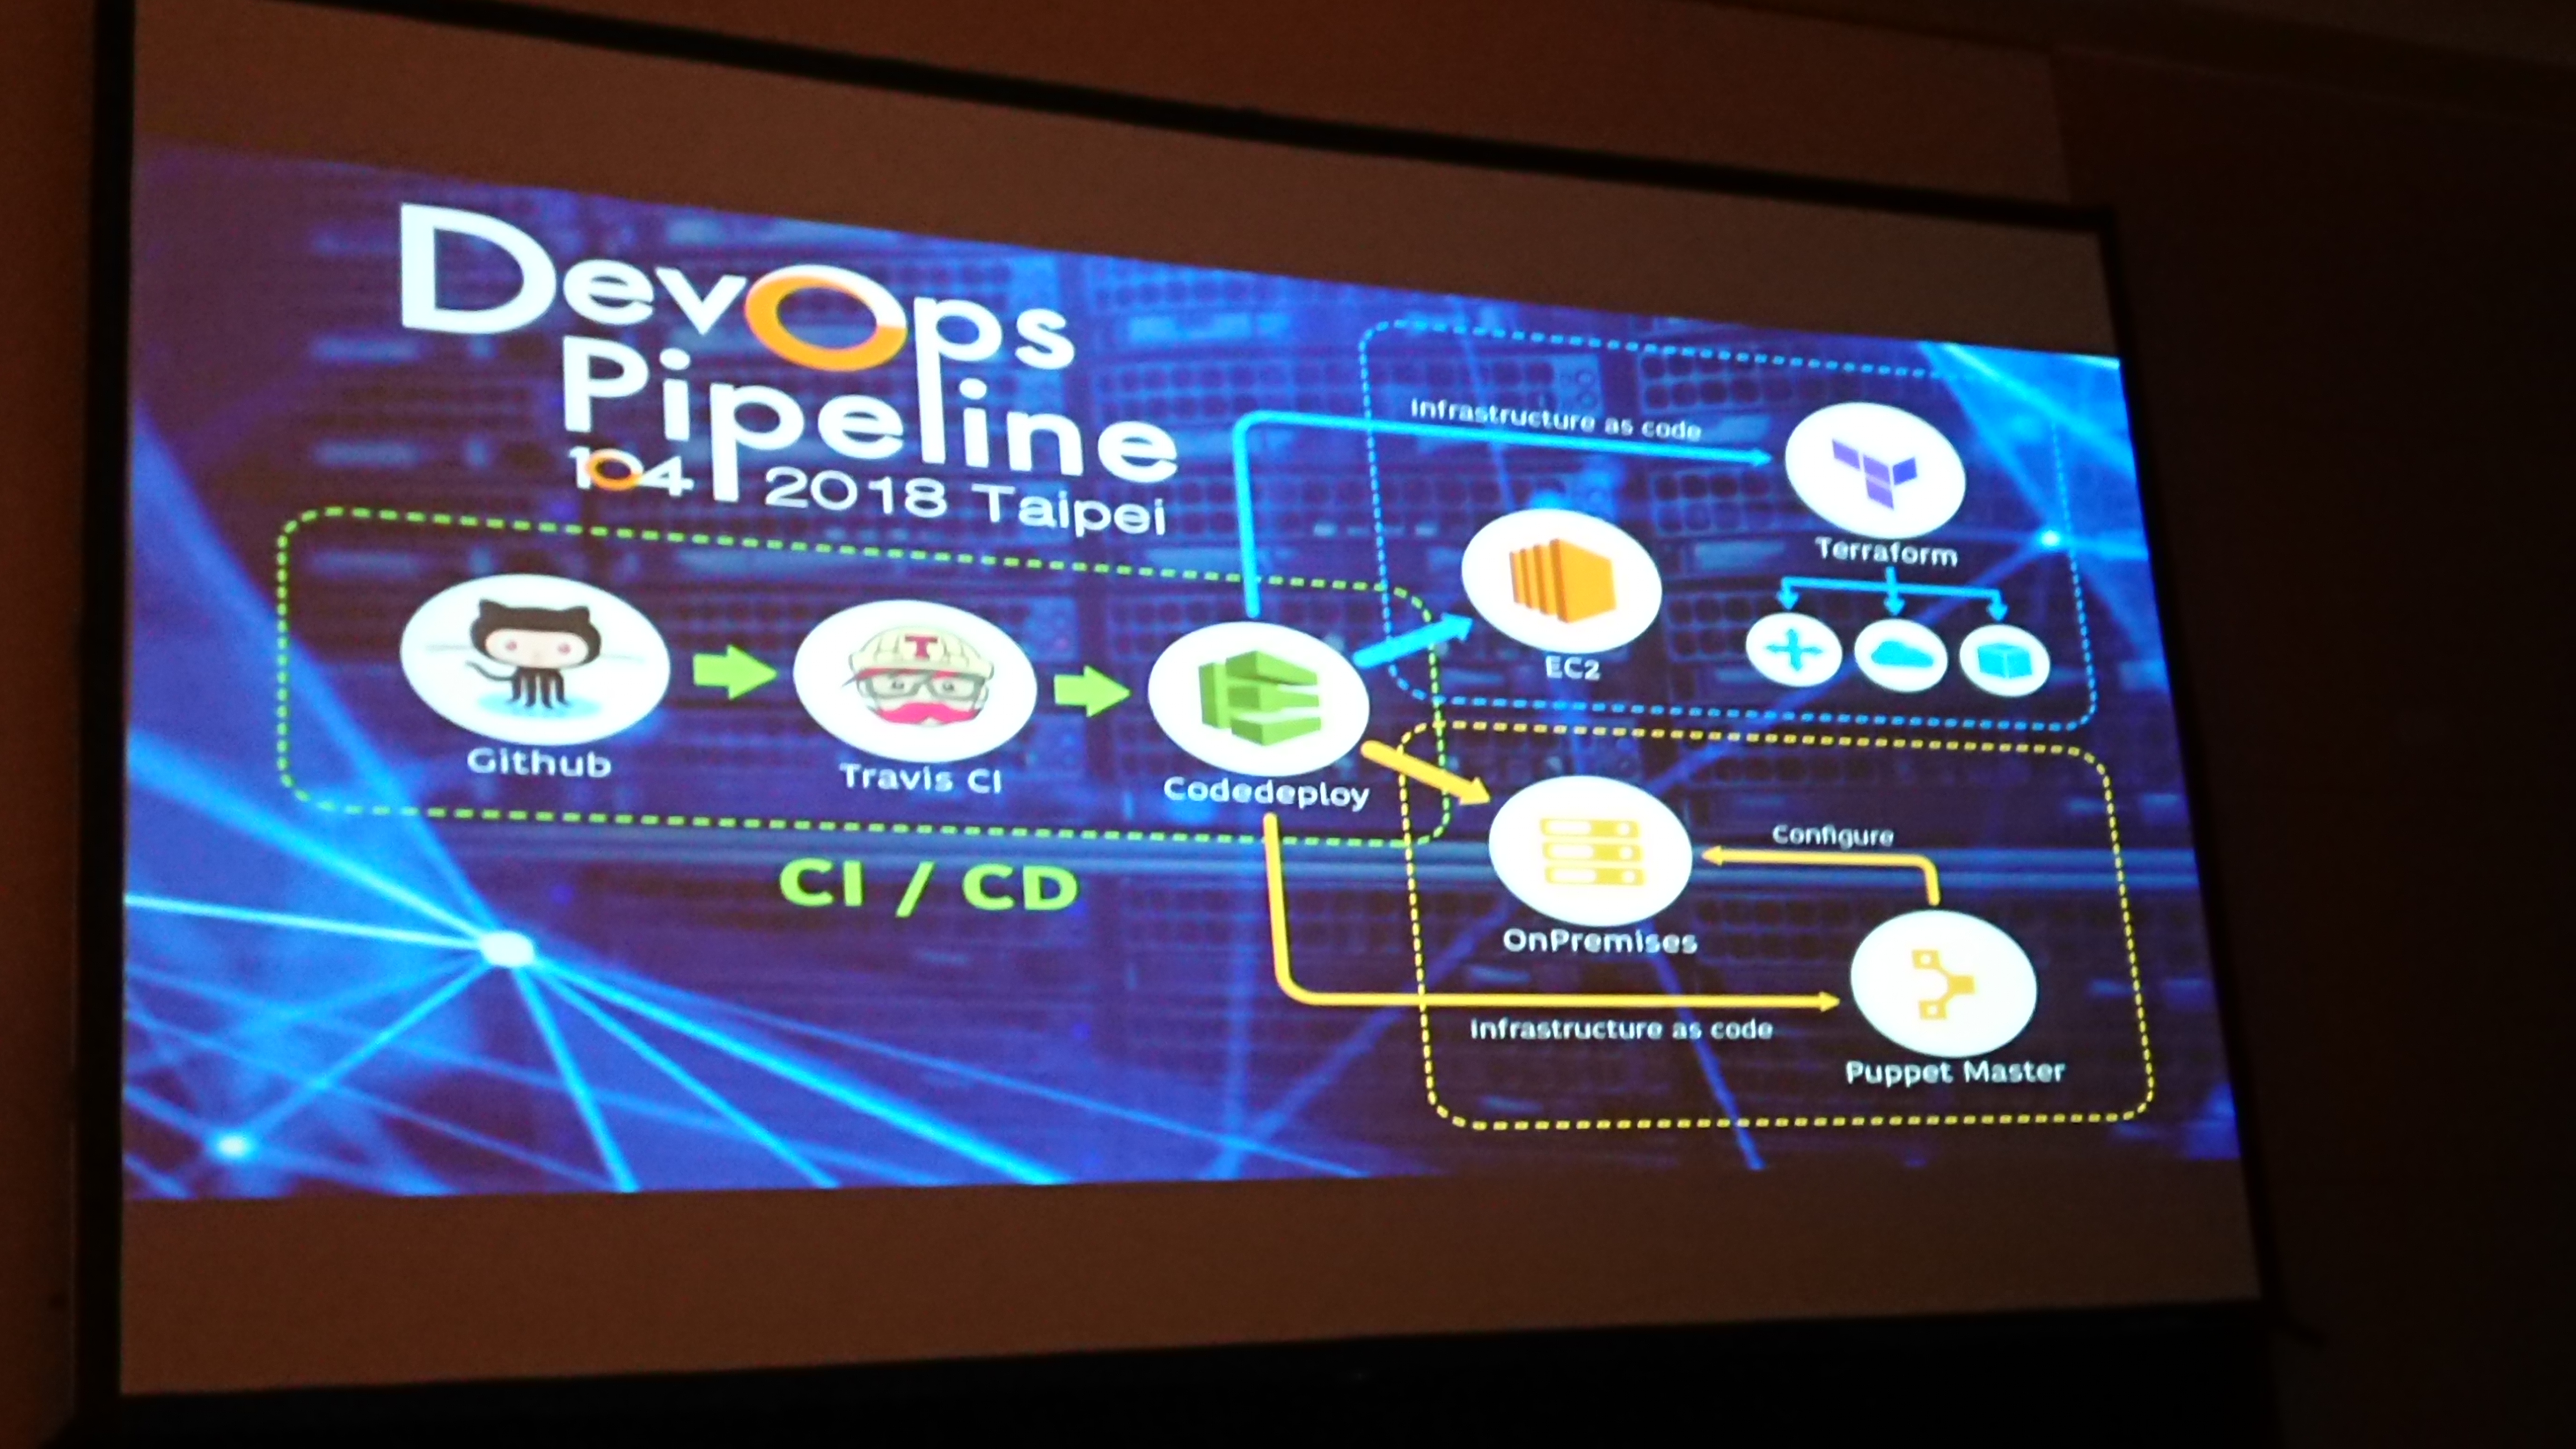 DevOps
Pipeline
104 2018 Taipei
Infrastructure as code
Terraform
EC2
T
Github
Travis CI
Codedeploy
CI / CD
Configure
OnPremises
Infrastructure as code
Puppet Master